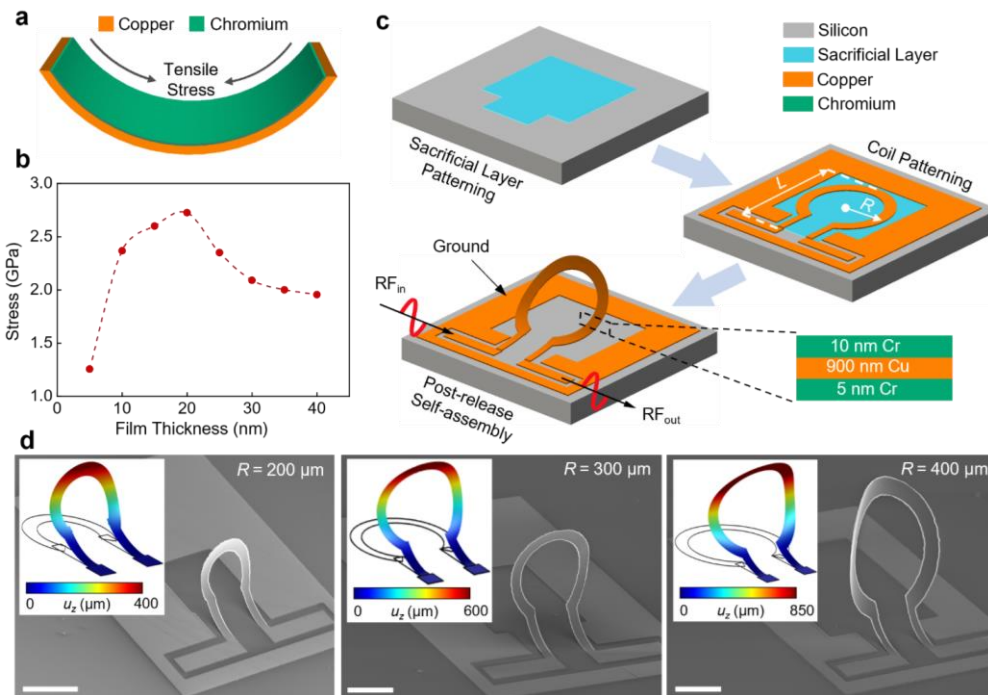 a
Copper
Chromium
Tensile
Stress
b
3.0
2.5
2.0
1.5
1.0
Stress (GPa)
0
10
20
30
40
Film Thickness (nm)
c
Silicon
Sacrificial Layer
Copper
Chromium
Sacrificial Layer
Patterning
Coil Patterning
L
R
Ground
RFin
RFout
Post-release
Self-assembly
10 nm Cr
900 nm Cu
5 nm Cr
d
R = 200 µm
0
400
uz (µm)
R = 300 µm
0
600
uz (µm)
R = 400 µm
0
850
uz (µm)